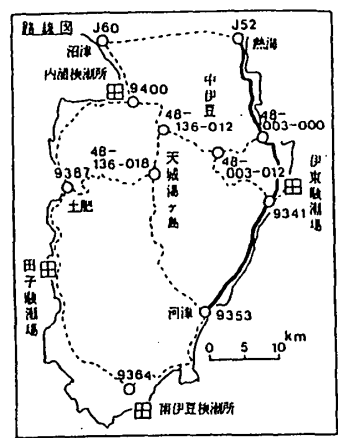 路線図
J60
J52
沼津
熱海
内浦検潮所
9400
中伊豆
48-136-012
48-003-000
48-136-018
48-003-012
伊東験潮場
9387
土肥
天城湯ヶ島
9341
田子験潮場
河津
9353
0 5 10
km
9364
南伊豆検潮所